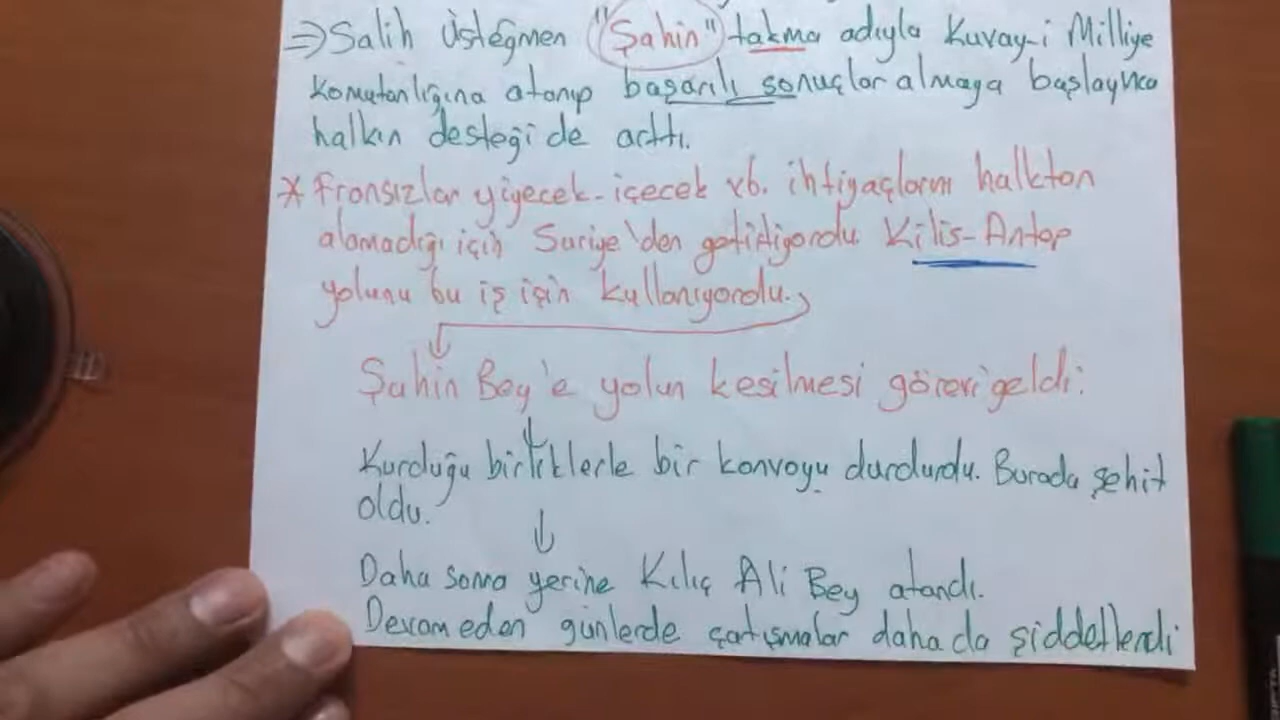 ⇒ Salih Üsteğmen "Şahin" takma adıyla Kuvay-i Milliye
Komutanlığına atanıp başarılı sonuçlar almaya başlayınca
halkın desteği de arttı.
* Fransızlar yiyecek-içecek vb. ihtiyaçlarını halktan
alamadığı için Suriye'den getiriyordu. Kilis-Antep
yolunu bu iş için kullanıyordu.
Şahin Bey'e yolun kesilmesi görevi geldi:
Kurduğu birliklerle bir konvoyu durdurdu. Burada şehit
oldu.
↓
Daha sonra yerine Kılıç Ali Bey atandı.
Devam eden günlerde çatışmalar daha da şiddetlendi